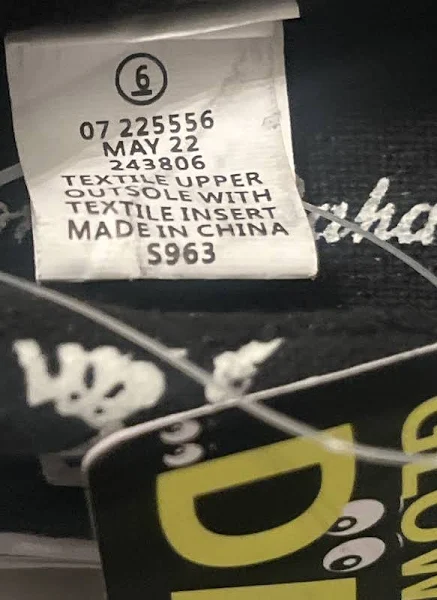 6
07 225556
MAY 22
243806
TEXTILE UPPER
OUTSOLE WITH
TEXTILE INSERT
MADE IN CHINA
S963
GLOW
D